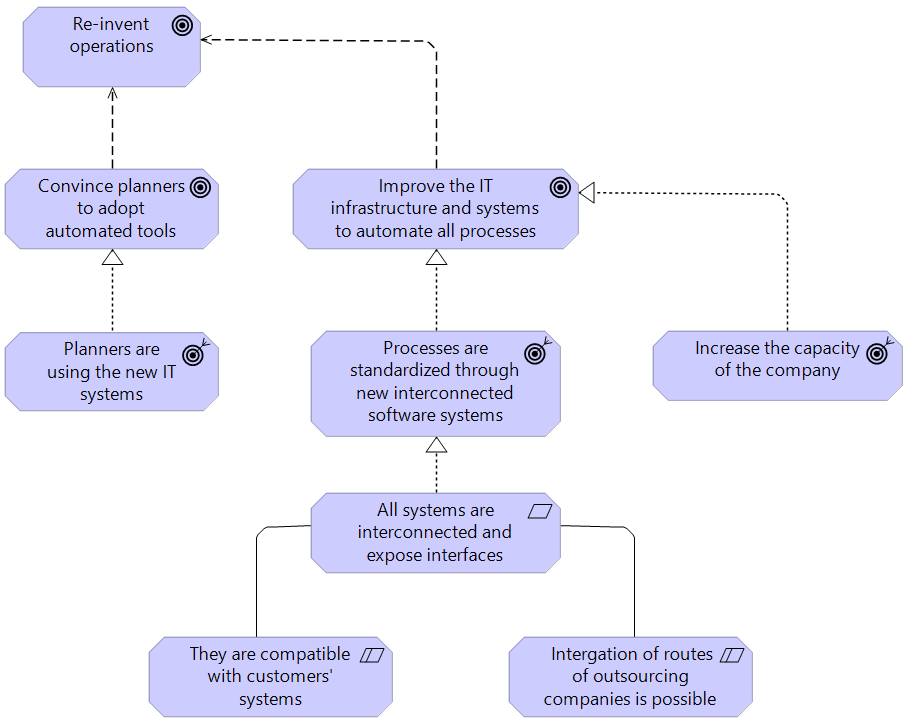 Re-invent
operations
Convince planners
to adopt
automated tools
Improve the IT
infrastructure and systems
to automate all processes
Planners are
using the new IT
systems
Processes are
standardized through
new interconnected
software systems
Increase the capacity
of the company
All systems are
interconnected and
expose interfaces
They are compatible
with customers'
systems
Intergation of routes
of outsourcing
companies is possible